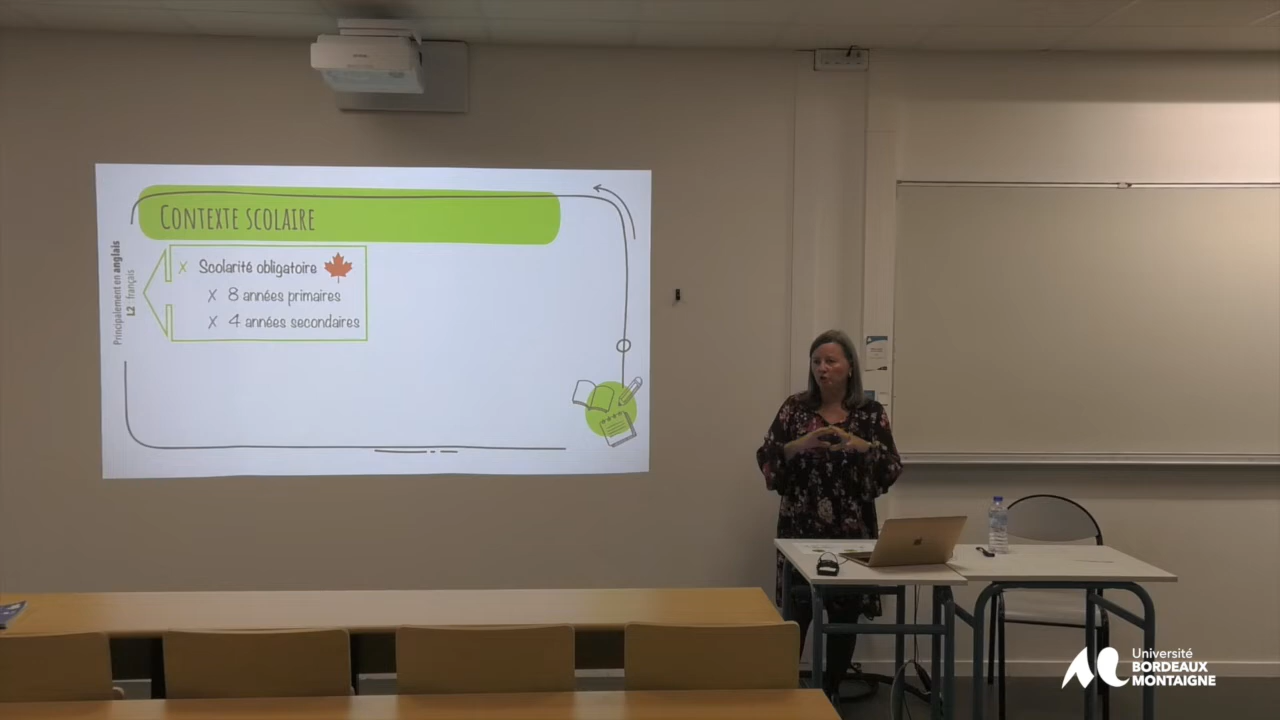 CONTEXTE SCOLAIRE
X Scolarité obligatoire
X 8 années primaires
X 4 années secondaires
Principalement en anglais
L2 : français
Université
BORDEAUX
MONTAIGNE